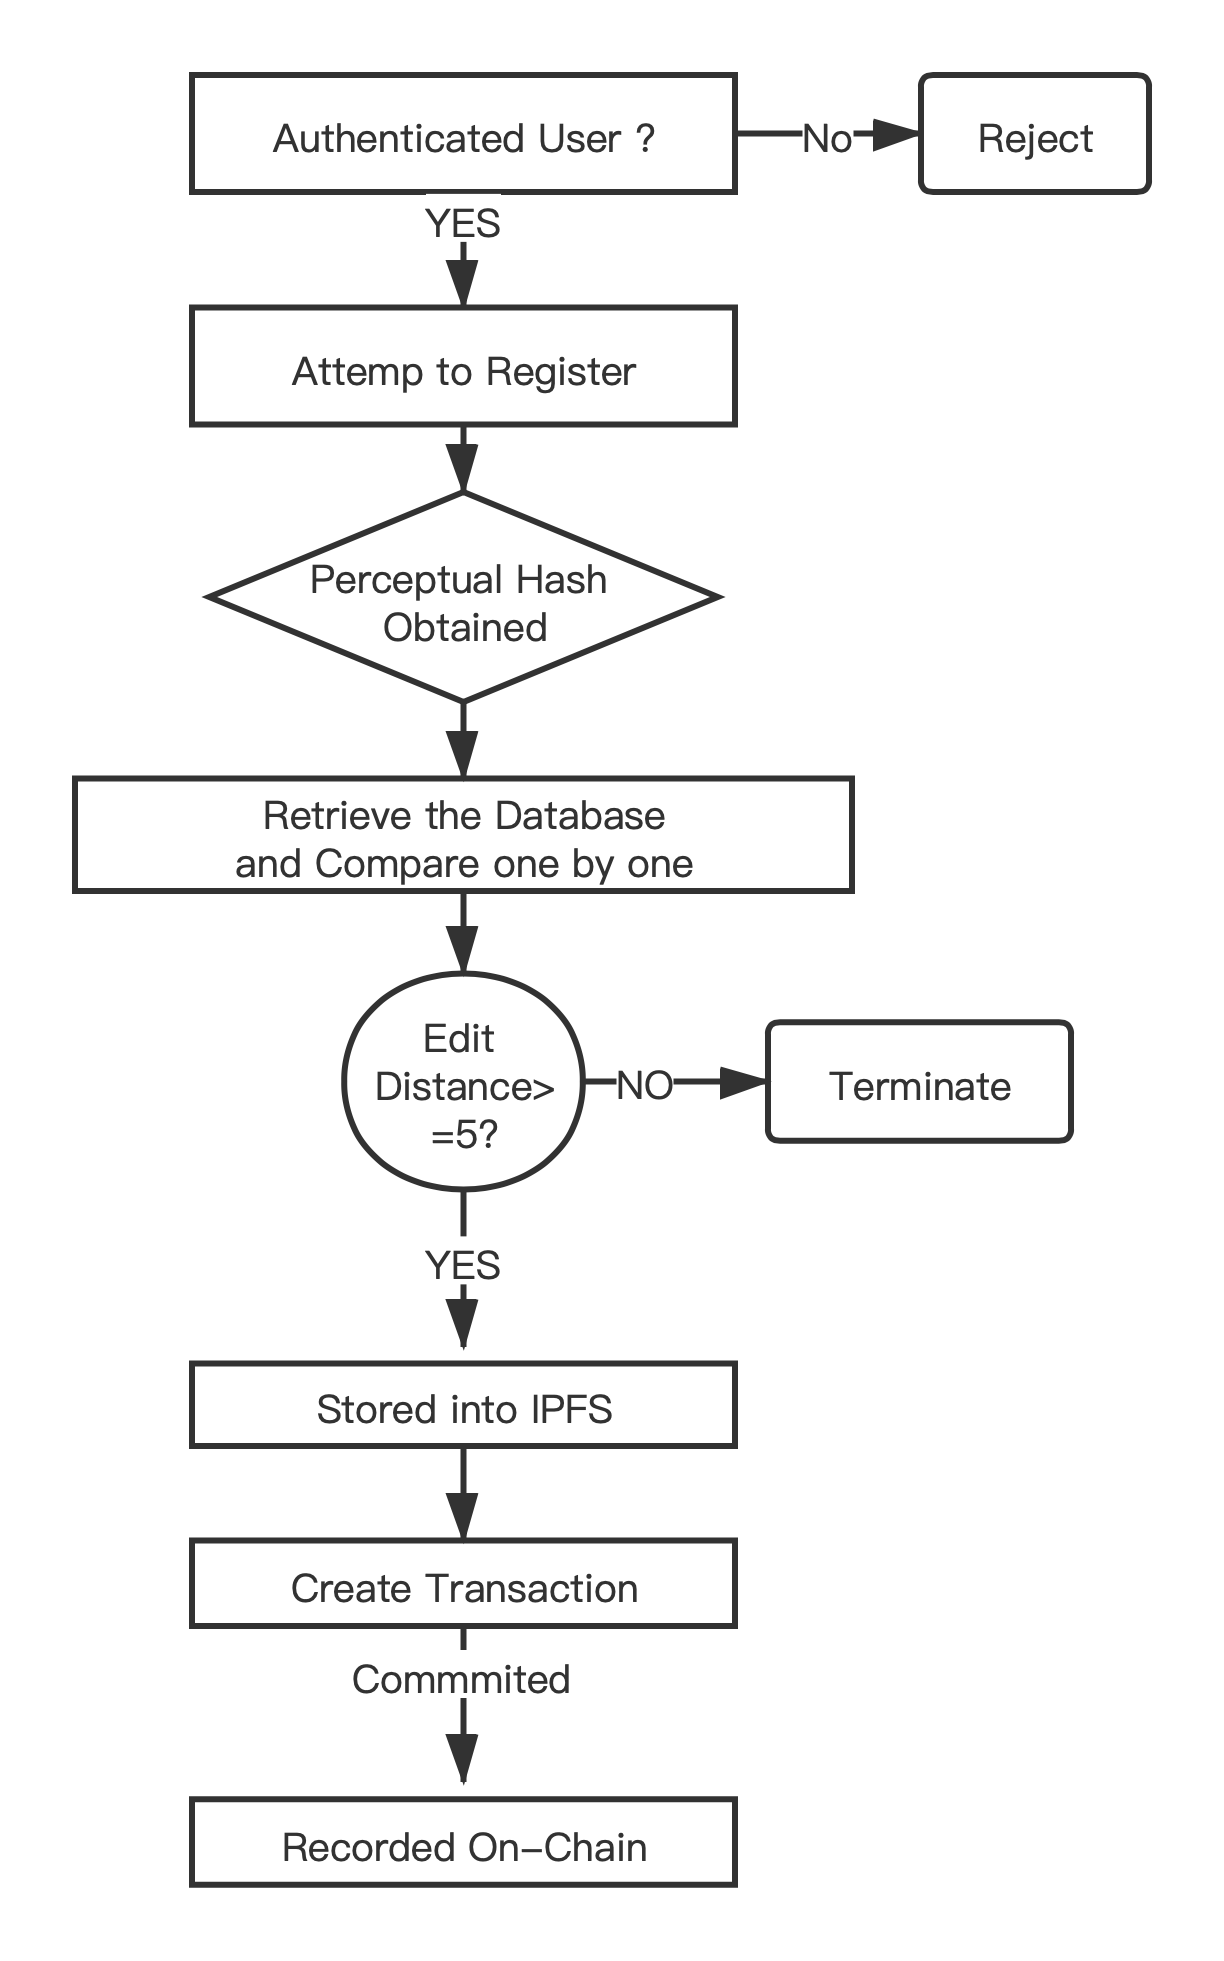 Authenticated User ?
No
Reject
YES
Attemp to Register
Perceptual Hash
Obtained
Retrieve the Database
and Compare one by one
Edit
Distance>
=5?
NO
Terminate
YES
Stored into IPFS
Create Transaction
Commmited
Recorded On-Chain